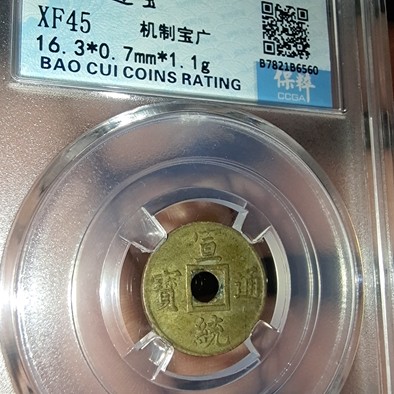 XF45 机制宝广
16.3*0.7mm*1.1g
BAO CUI COINS RATING
B7821B6560
保粹
CCGA
宣統通寶